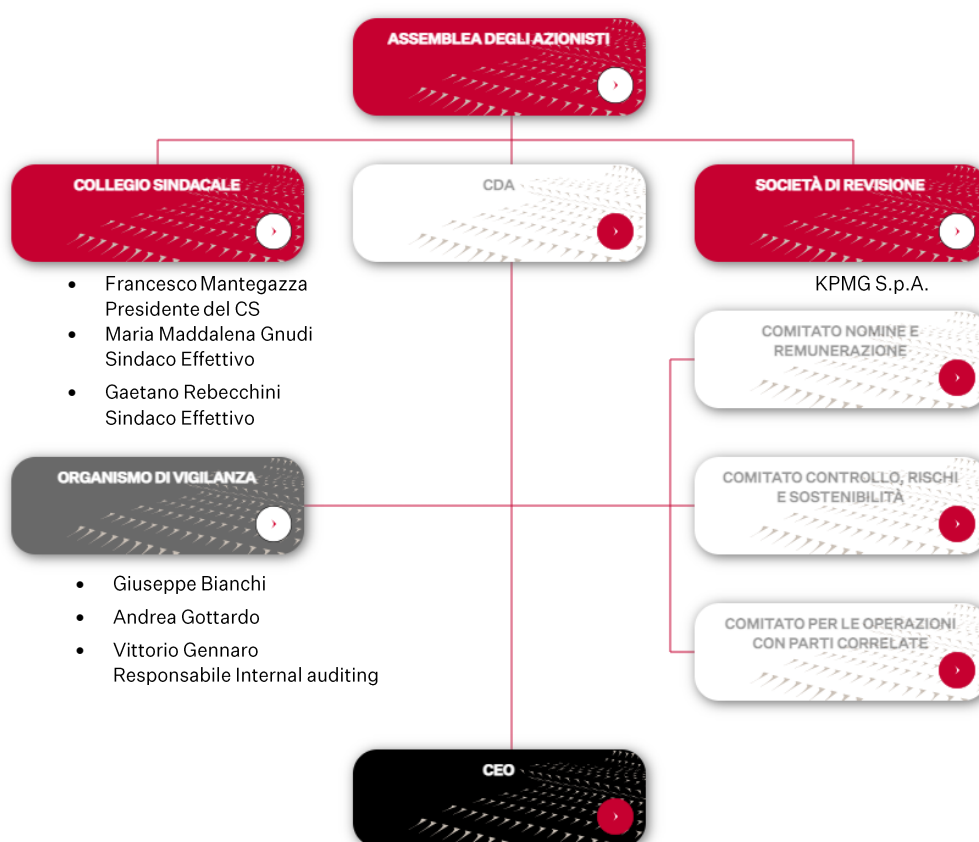 ASSEMBLEA DEGLI AZIONISTI
COLLEGIO SINDACALE
CDA
SOCIETÀ DI REVISIONE
Francesco Mantegazza
Presidente del CS
Maria Maddalena Gnudi
Sindaco Effettivo
Gaetano Rebecchini
Sindaco Effettivo
KPMG S.p.A.
COMITATO NOMINE E
REMUNERAZIONE
ORGANISMO DI VIGILANZA
COMITATO CONTROLLO, RISCHI
E SOSTENIBILITÀ
Giuseppe Bianchi
Andrea Gottardo
Vittorio Gennaro
Responsabile Internal auditing
COMITATO PER LE OPERAZIONI
CON PARTI CORRELATE
CEO